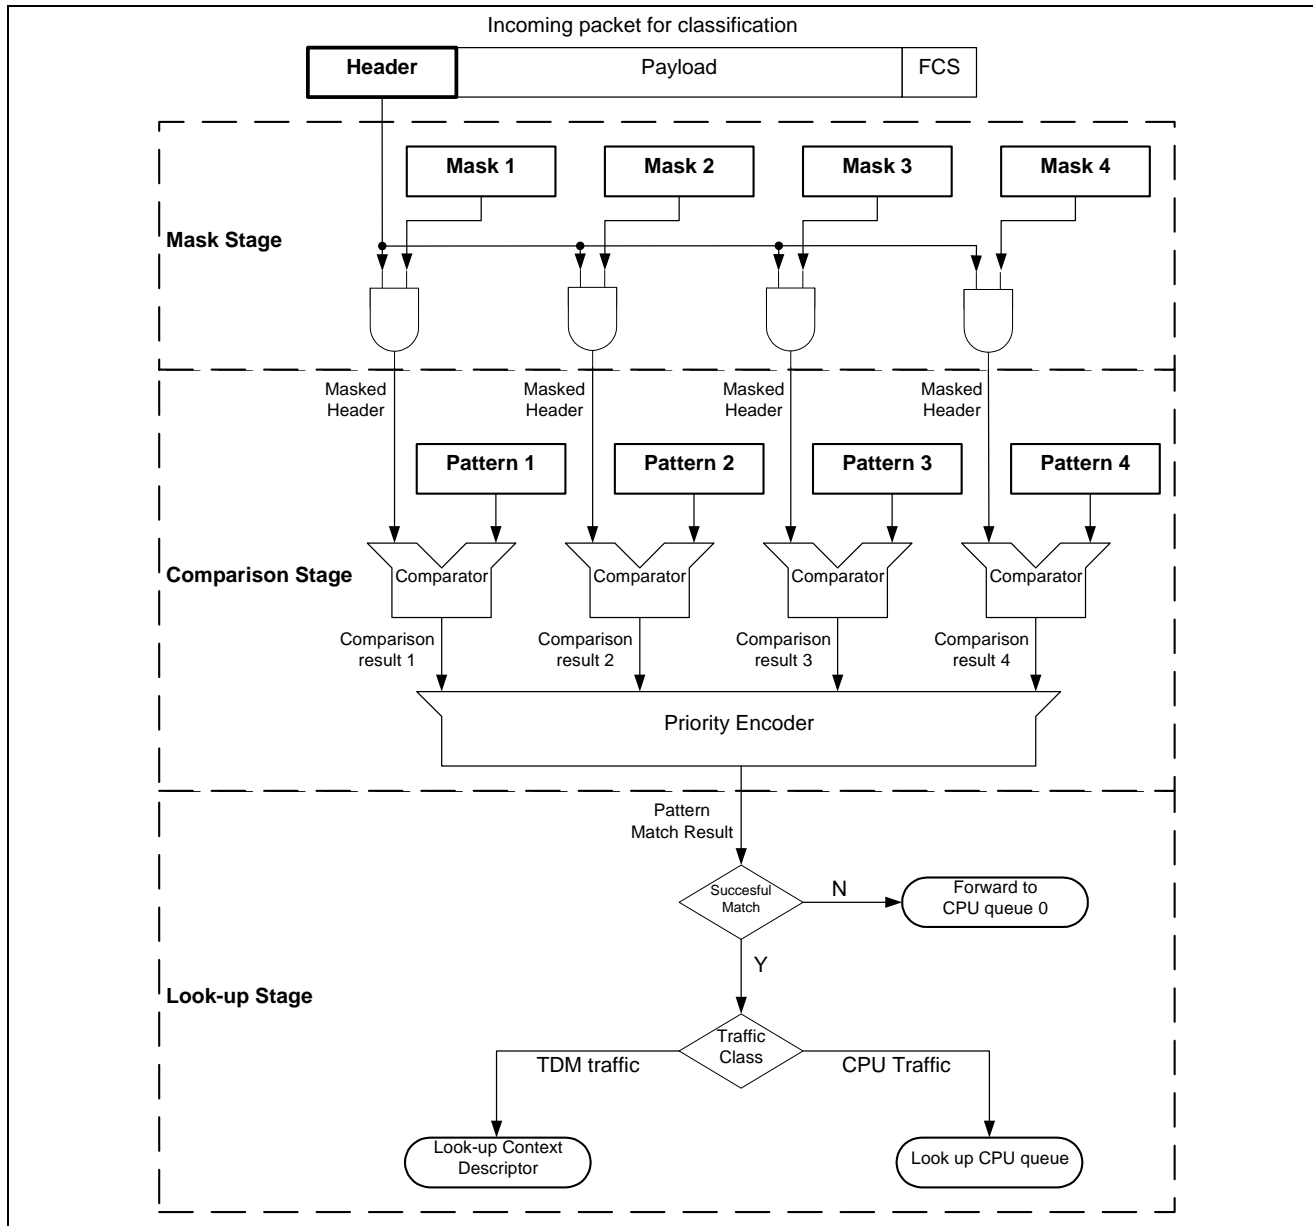 Incoming packet for classification
Header Payload FCS
Mask 1 Mask 2 Mask 3 Mask 4
Mask Stage
Masked Header
Masked Header
Masked Header
Masked Header
Pattern 1 Pattern 2 Pattern 3 Pattern 4
Comparison Stage
Comparator Comparator Comparator Comparator
Comparison
result 1
Comparison
result 2
Comparison
result 3
Comparison
result 4
Priority Encoder
Pattern
Match Result
Succesful
Match
N
Forward to
CPU queue 0
Y
Look-up Stage
Traffic
Class
TDM traffic
CPU Traffic
Look-up Context
Descriptor
Look up CPU queue